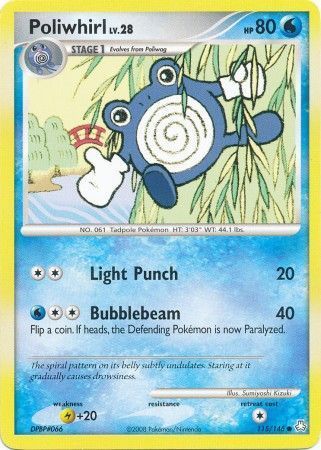 Poliwhirl LV.28 HP 80
STAGE 1 Evolves from Poliwag
NO. 061 Tadpole Pokémon HT: 3'03" WT: 44.1 lbs.
Light Punch 20
Bubblebeam 40
Flip a coin. If heads, the Defending Pokémon is now Paralyzed.
The spiral pattern on its belly subtly undulates. Staring at it
gradually causes drowsiness.
Illus. Sumiyoshi Kizuki
weakness resistance retreat cost
+20
DPBP#066 ©2008 Pokémon/Nintendo 115/146